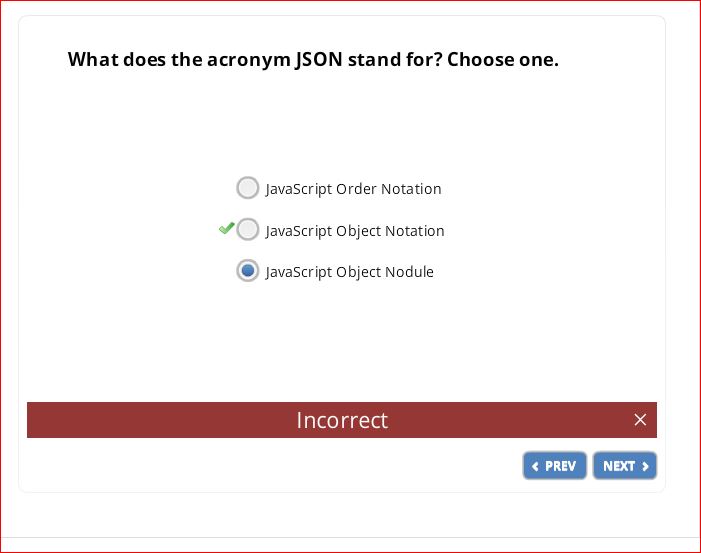 What does the acronym JSON stand for? Choose one.
JavaScript Order Notation
JavaScript Object Notation
JavaScript Object Nodule
Incorrect
PREV
NEXT